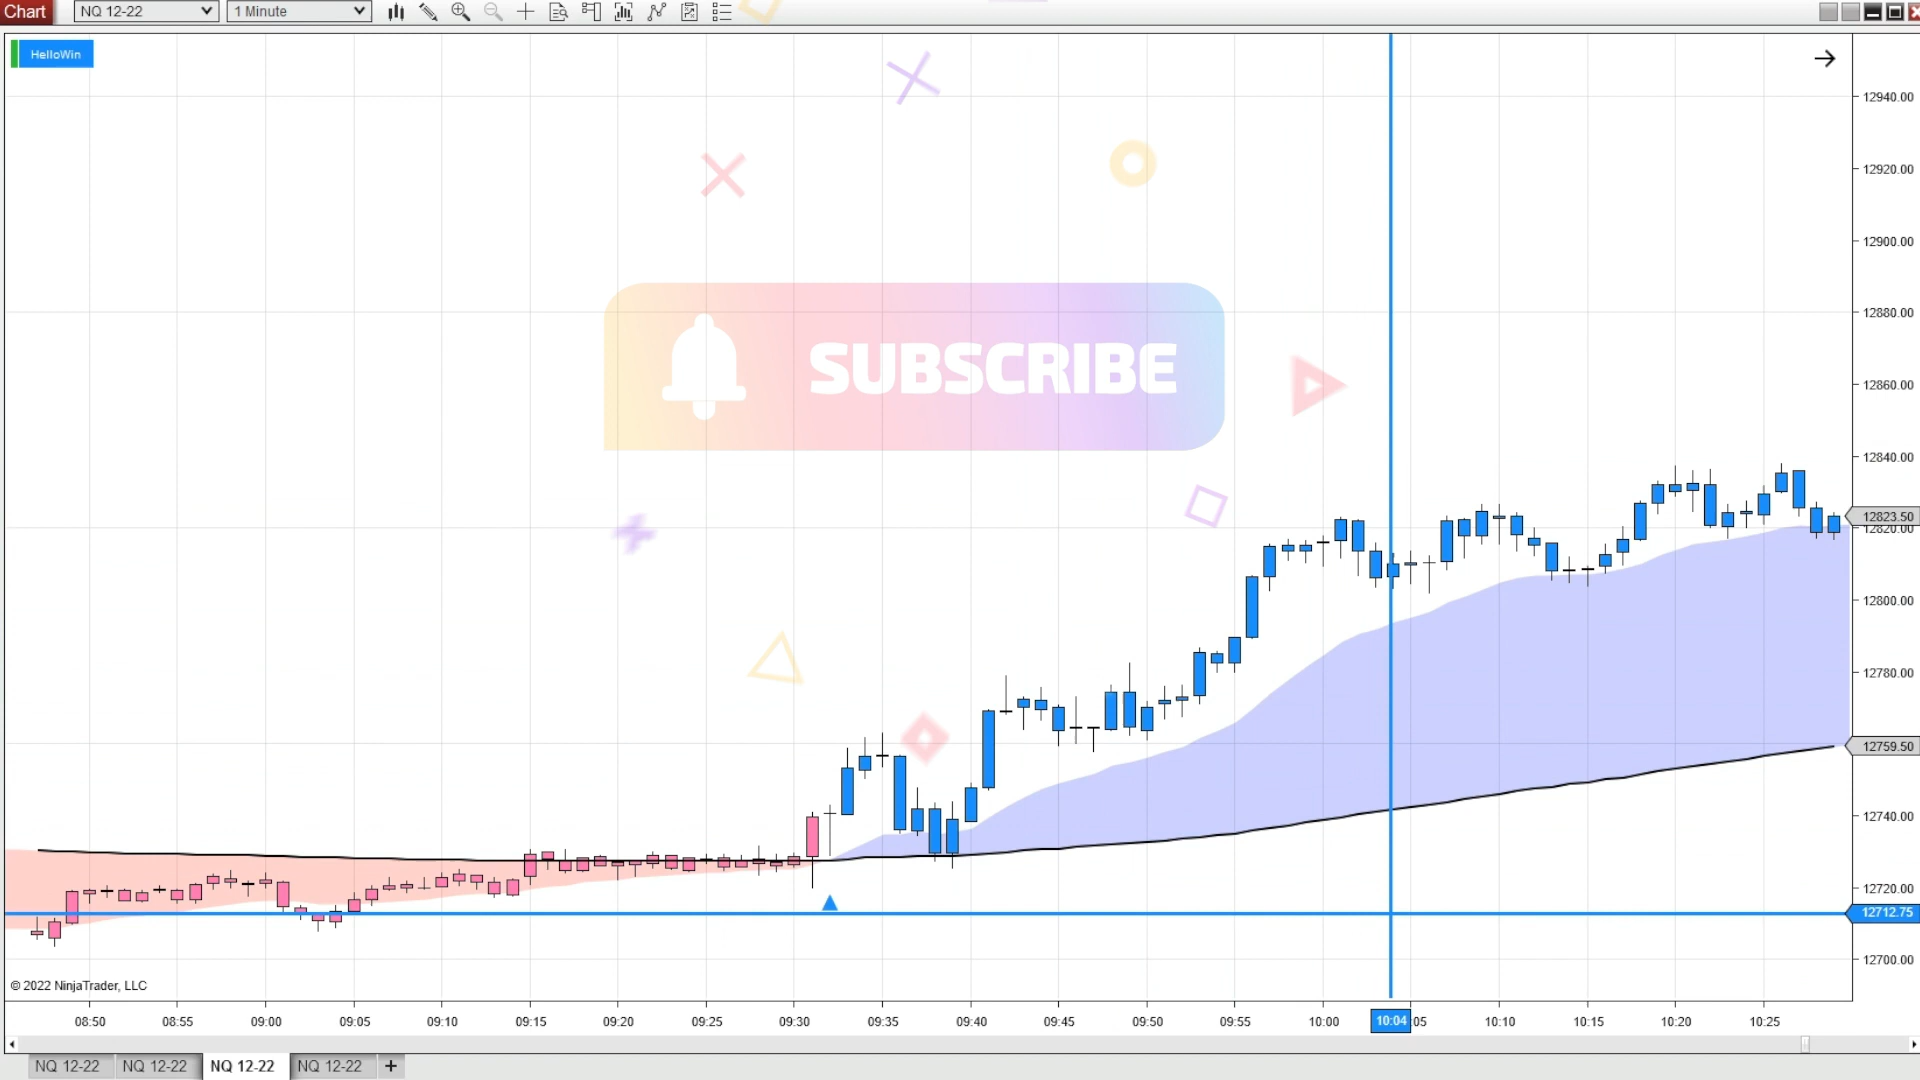 Chart NQ 12-22 1 Minute
HelloWin
12940.00
12920.00
12900.00
12880.00
12860.00
12840.00
12823.50
12820.00
12800.00
12780.00
12759.50
12740.00
12720.00
12712.75
12700.00
SUBSCRIBE
© 2022 NinjaTrader, LLC
08:50 08:55 09:00 09:05 09:10 09:15 09:20 09:25 09:30 09:35 09:40 09:45 09:50 09:55 10:00 10:04 :05 10:10 10:15 10:20 10:25
NQ 12-22 NQ 12-22 NQ 12-22 NQ 12-22 +